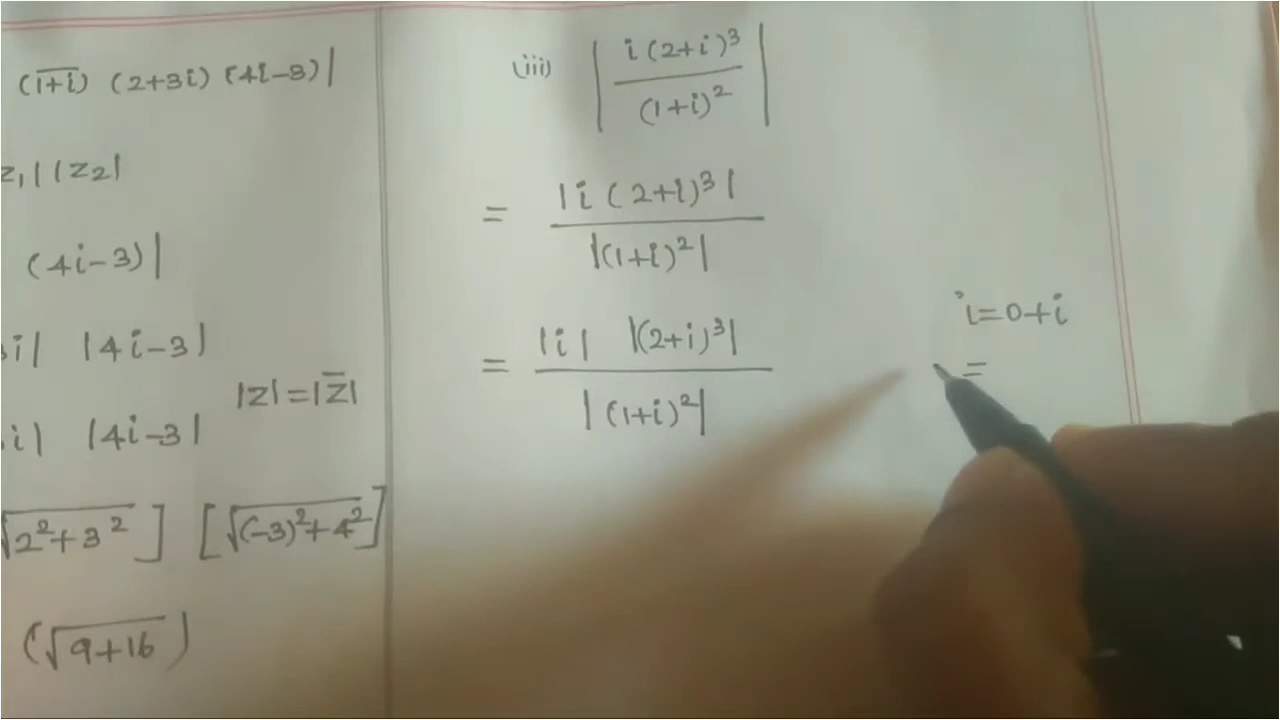 (1+i)‾ (2+3i) (4i-3)|
z₁| |z₂|
(4i-3)|
i| |4i-3|
|z| = |z̅|
i| |4i-3|
√2²+3² ] [√(-3)²+4²]
(√9+16 )
(iii) | i(2+i)³ / (1+i)² |
= |i (2+i)³| / |(1+i)²|
= |i| |(2+i)³| / |(1+i)²|
i=0+i
=